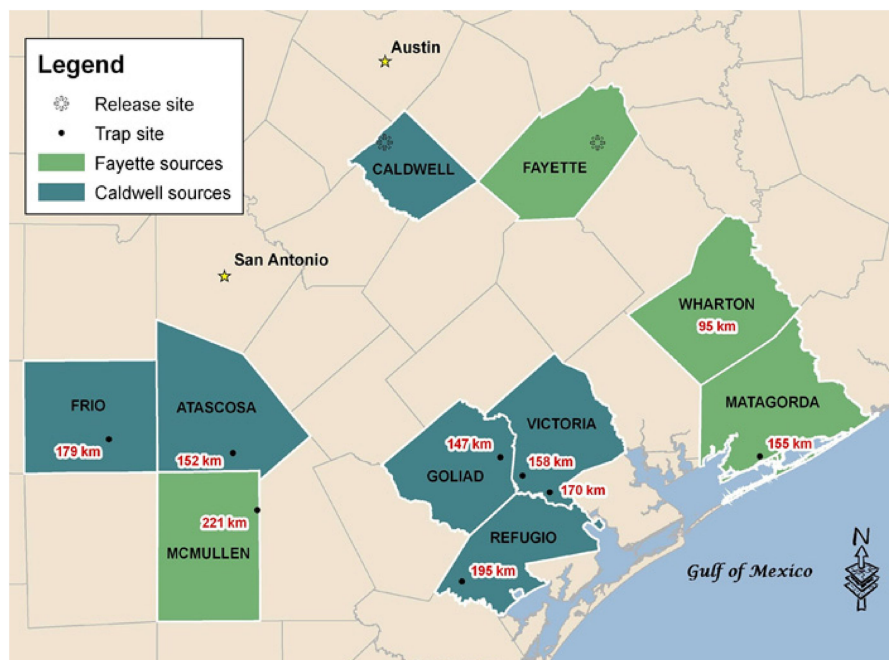 Austin
Legend
Release site
Trap site
Fayette sources
Caldwell sources
CALDWELL
FAYETTE
San Antonio
WHARTON
95 km
FRIO
ATASCOSA
VICTORIA
MATAGORDA
179 km
152 km
147 km
GOLIAD
158 km
155 km
170 km
221 km
MCMULLEN
REFUGIO
195 km
Gulf of Mexico
N